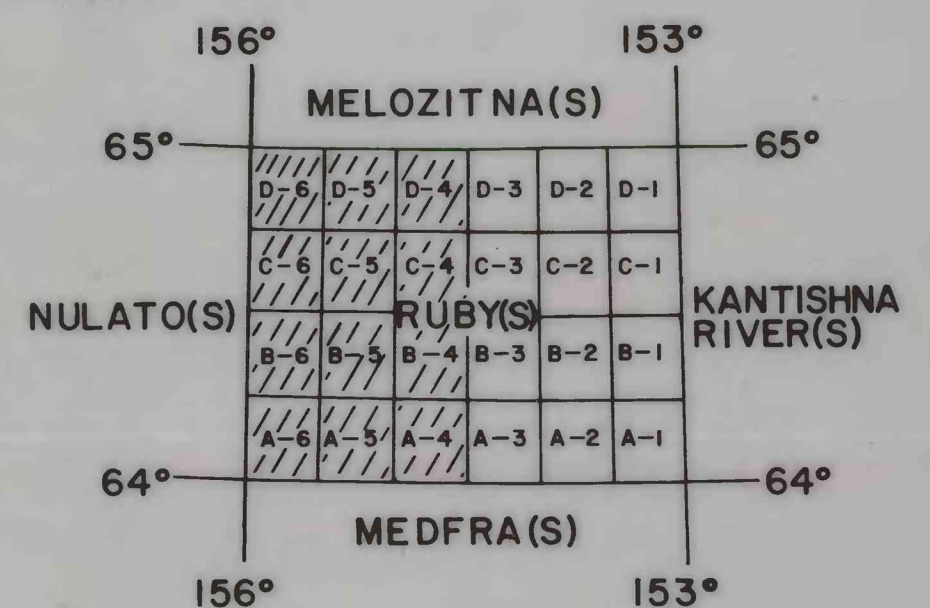 156° 153°
MELOZITNA(S)
65° 65°
D-6 D-5 D-4 D-3 D-2 D-1
C-6 C-5 C-4 C-3 C-2 C-1
NULATO(S) RUBY(S) KANTISHNA
RIVER(S)
B-6 B-5 B-4 B-3 B-2 B-1
A-6 A-5 A-4 A-3 A-2 A-1
64° 64°
MEDFRA(S)
156° 153°